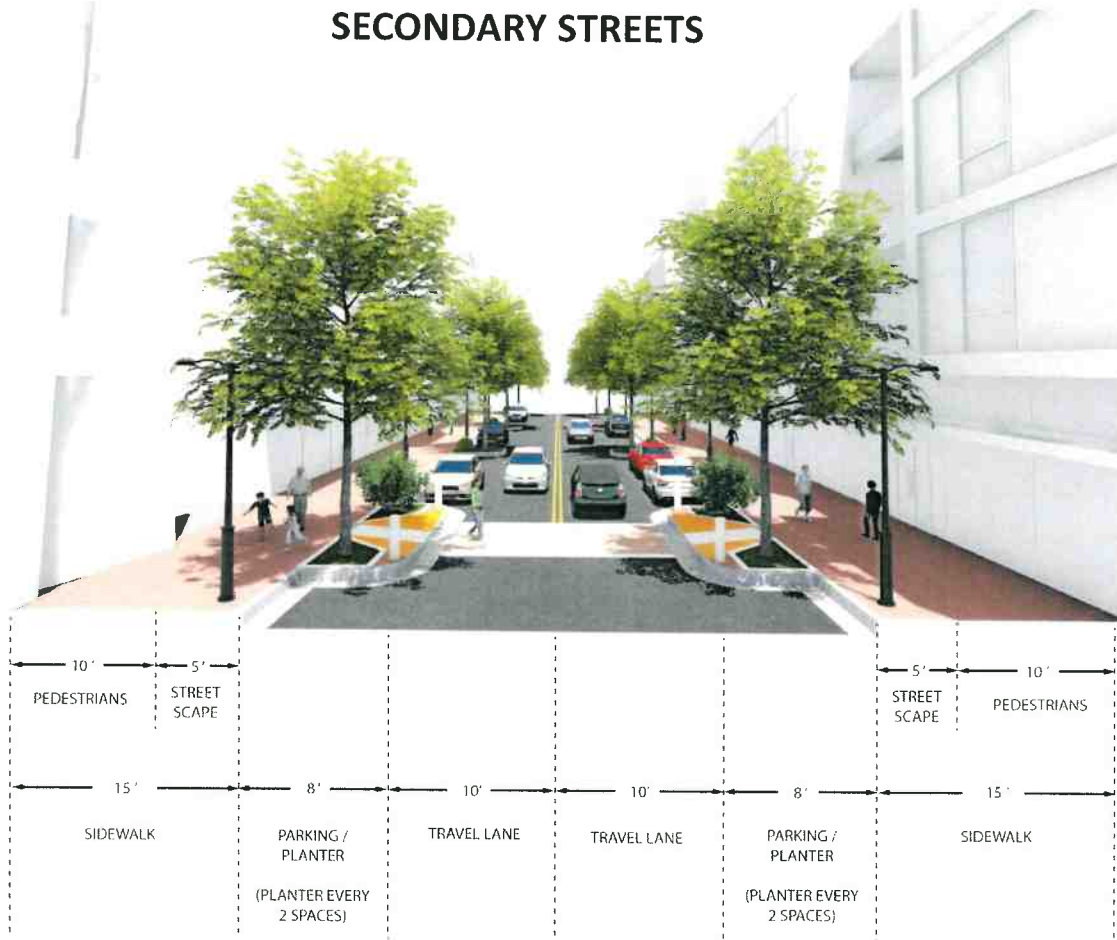 SECONDARY STREETS
10' 5' 5' 10'
PEDESTRIANS STREET SCAPE STREET SCAPE PEDESTRIANS
15' 8' 10' 10' 8' 15'
SIDEWALK PARKING / PLANTER TRAVEL LANE TRAVEL LANE PARKING / PLANTER SIDEWALK
(PLANTER EVERY 2 SPACES) (PLANTER EVERY 2 SPACES)